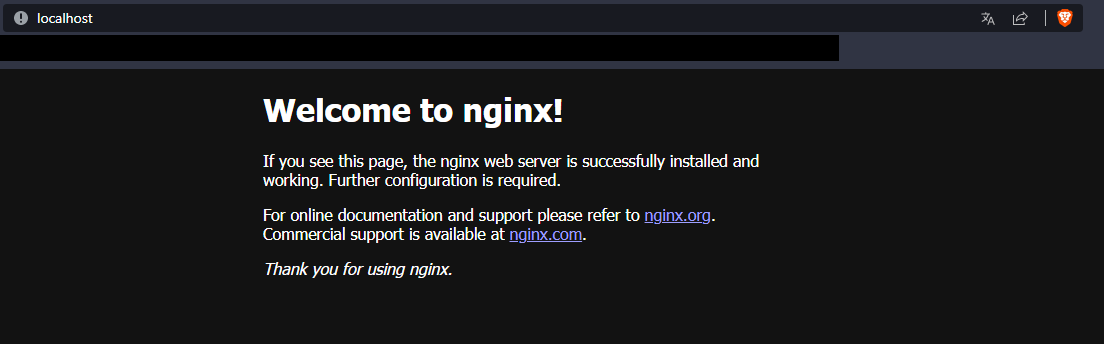 localhost
Welcome to nginx!
If you see this page, the nginx web server is successfully installed and
working. Further configuration is required.
For online documentation and support please refer to nginx.org.
Commercial support is available at nginx.com.
Thank you for using nginx.